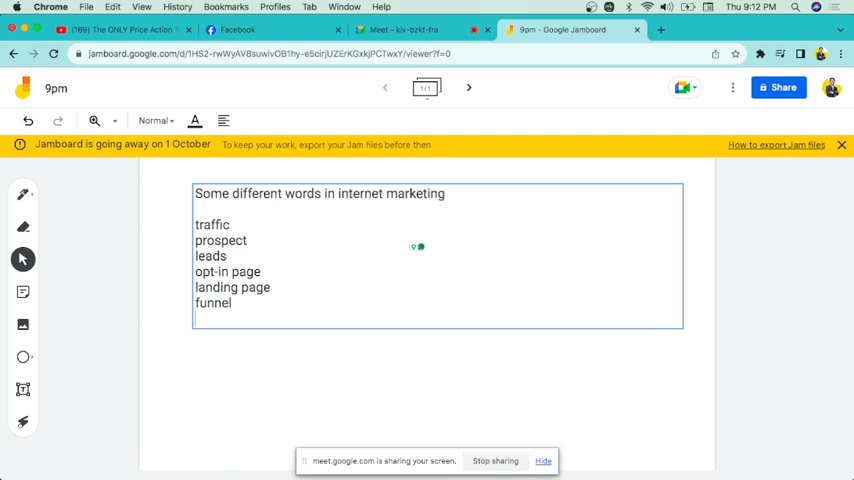 Chrome File Edit View History Bookmarks Profiles Tab Window Help Thu 9:12 PM
(169) The ONLY Price Action T
Facebook
Meet – kiv-bzkf-fra
9pm - Google Jamboard
jamboard.google.com/d/1HS2-rwWyAV8suwivOB1hy-e5cirjUZErKGxkjPCTwxY/viewer?f=0
9pm
1/1
Share
Normal
A
Jamboard is going away on 1 October To keep your work, export your Jam files before then How to export Jam files
Some different words in internet marketing
traffic
prospect
leads
opt-in page
landing page
funnel
meet.google.com is sharing your screen. Stop sharing Hide